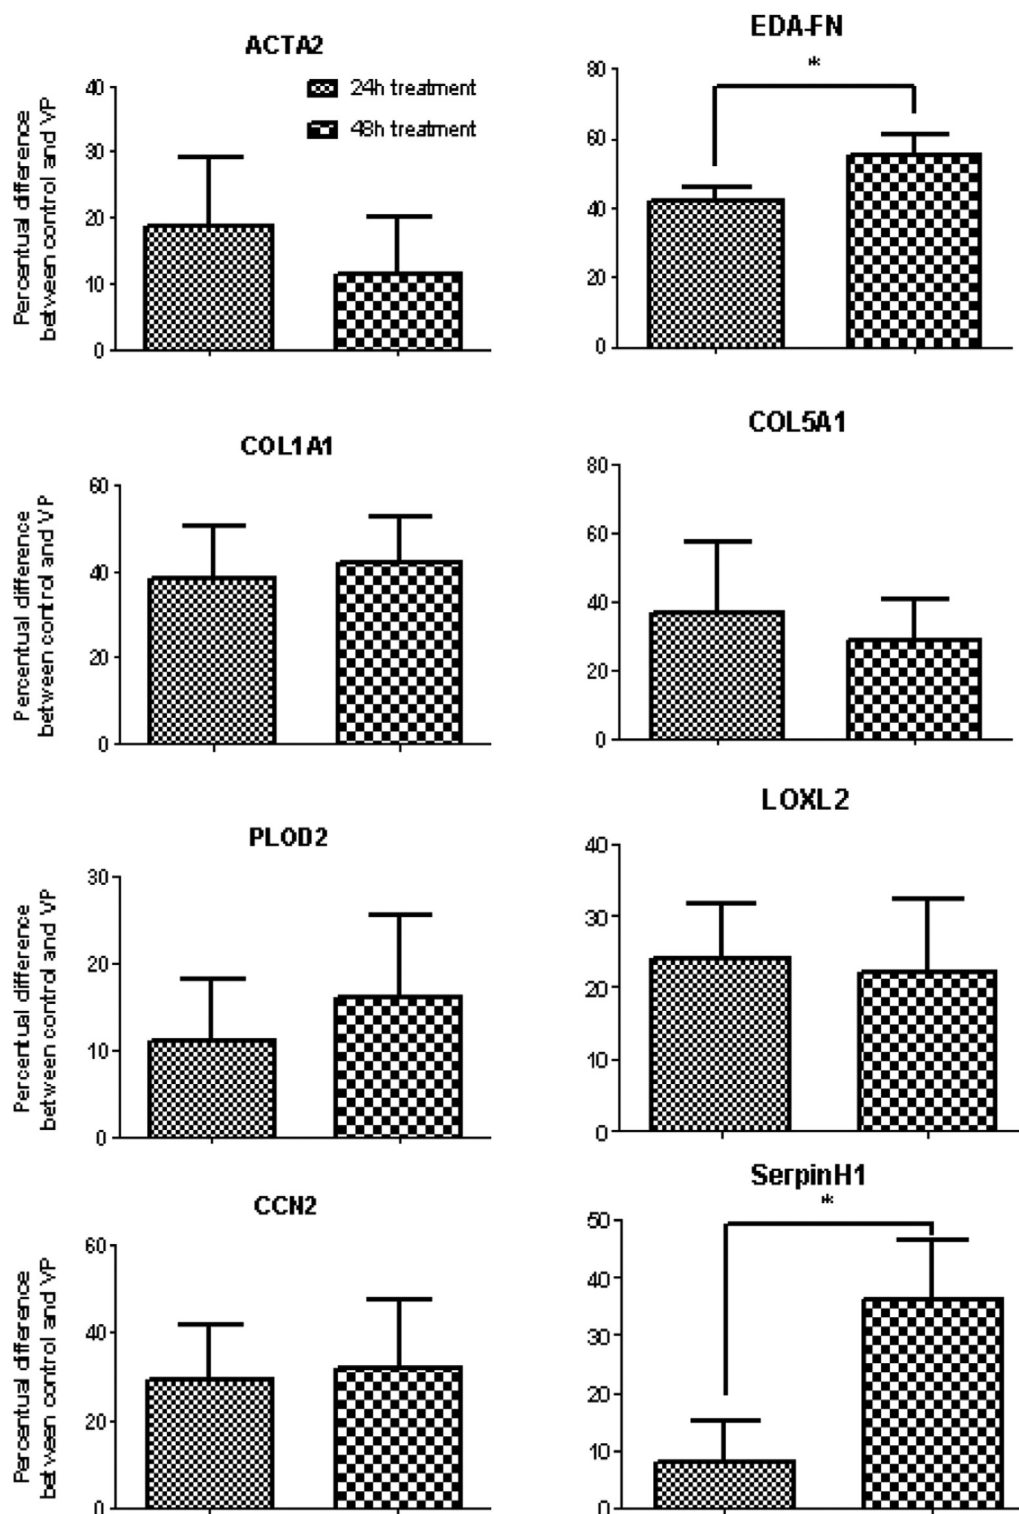 ACTA2
Percentual difference
between control and VP
40
30
20
10
0
24h treatment
48h treatment
EDA-FN
*
80
60
40
20
0
COL1A1
Percentual difference
between control and VP
60
40
20
0
COL5A1
80
60
40
20
0
PLOD2
Percentual difference
between control and VP
30
20
10
0
LOXL2
40
30
20
10
0
CCN2
Percentual difference
between control and VP
60
40
20
0
SerpinH1
*
50
40
30
20
10
0